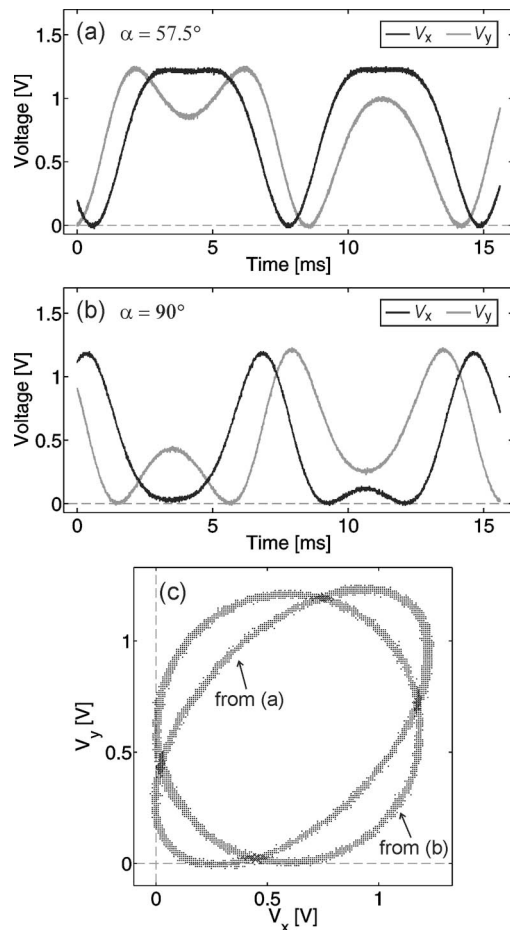 (a) α = 57.5°
Vx Vy
Voltage [V]
1.5
1
0.5
0
0 5 10 15
Time [ms]
(b) α = 90°
Vx Vy
Voltage [V]
1.5
1
0.5
0
0 5 10 15
Time [ms]
(c)
Vy [V]
1
0.5
0
from (a)
from (b)
0 0.5 1
Vx [V]